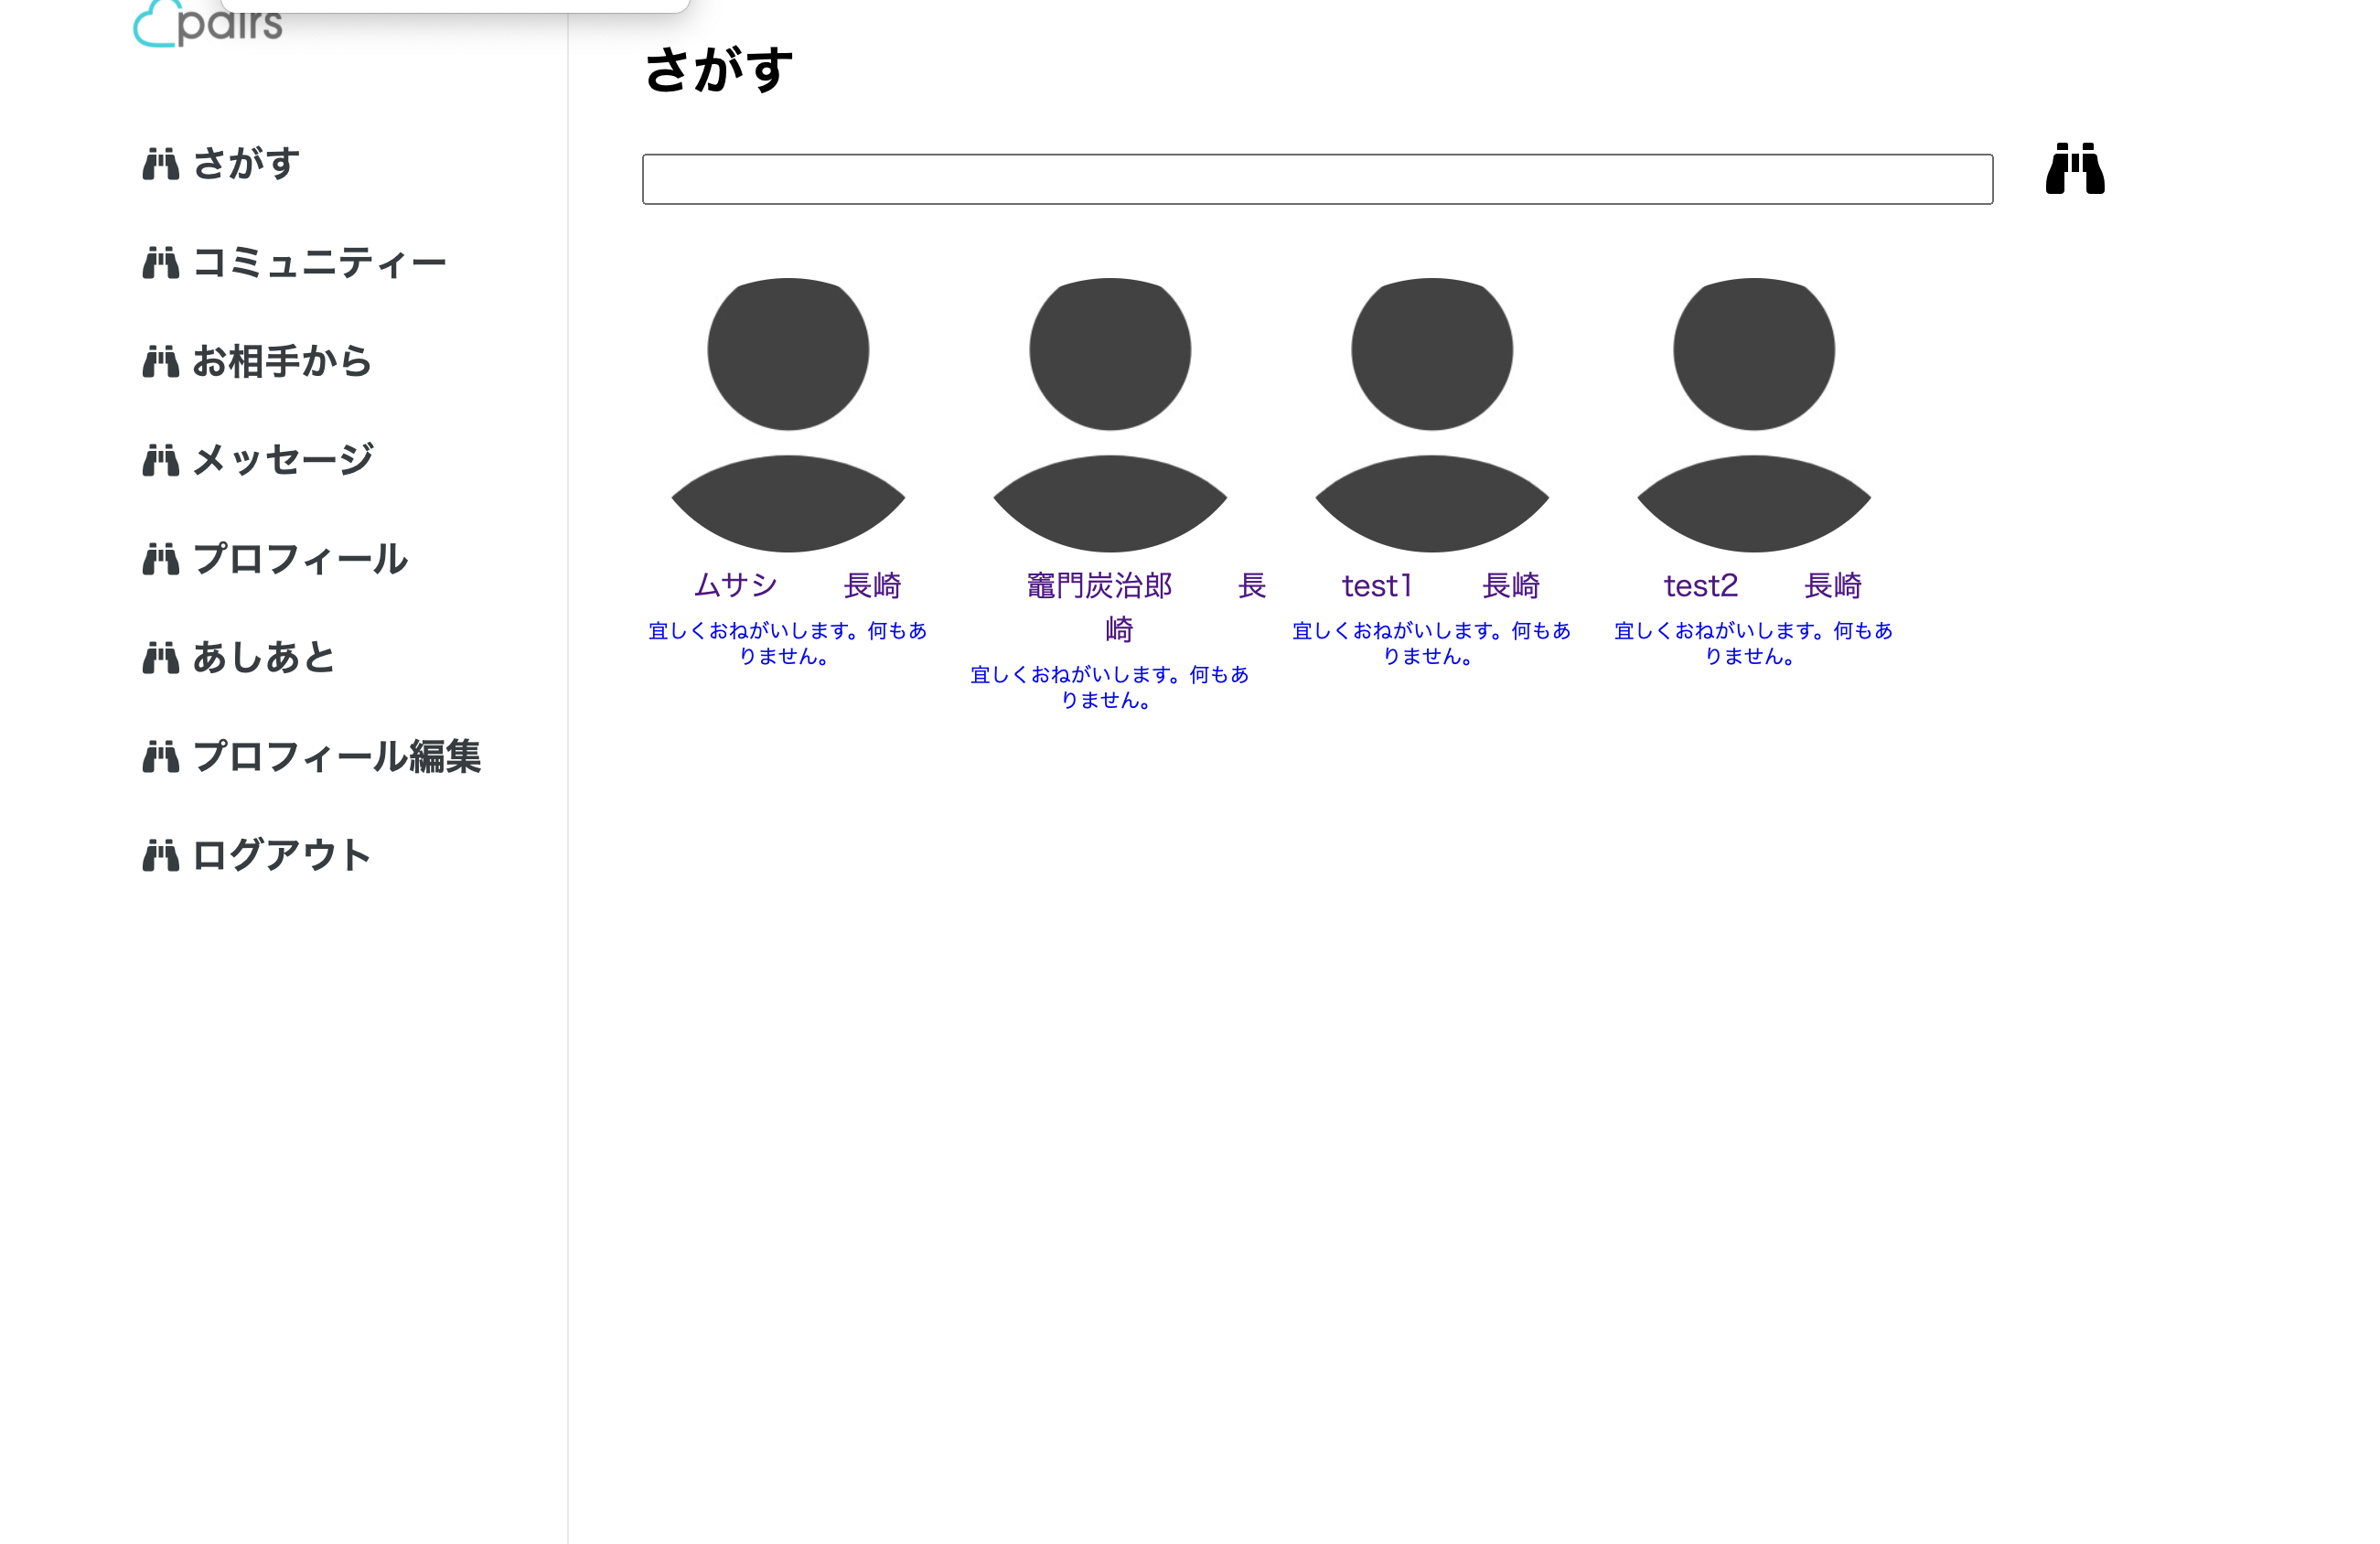 pairs
さがす
コミュニティー
お相手から
メッセージ
プロフィール
あしあと
プロフィール編集
ログアウト
さがす
ムサシ 長崎
宜しくおねがいします。何もあ
りません。
竈門炭治郎 長
崎
宜しくおねがいします。何もあ
りません。
test1 長崎
宜しくおねがいします。何もあ
りません。
test2 長崎
宜しくおねがいします。何もあ
りません。